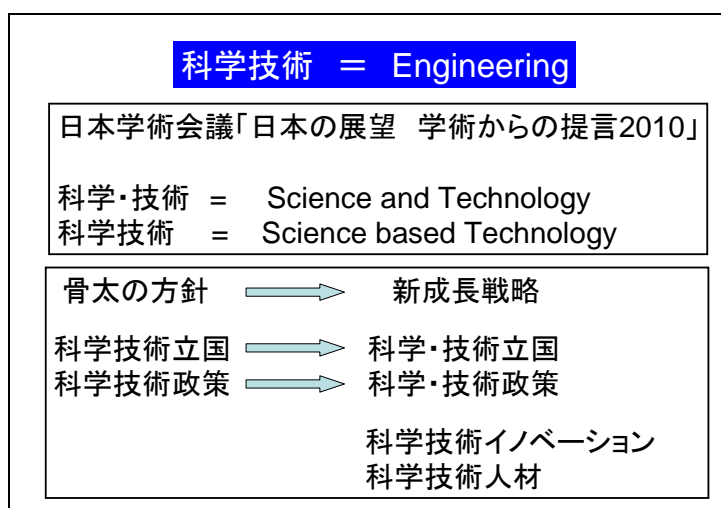 科学技術 = Engineering
日本学術会議「日本の展望 学術からの提言2010」
科学・技術 = Science and Technology
科学技術 = Science based Technology
骨太の方針 新成長戦略
科学技術立国 科学・技術立国
科学技術政策 科学・技術政策
科学技術イノベーション
科学技術人材